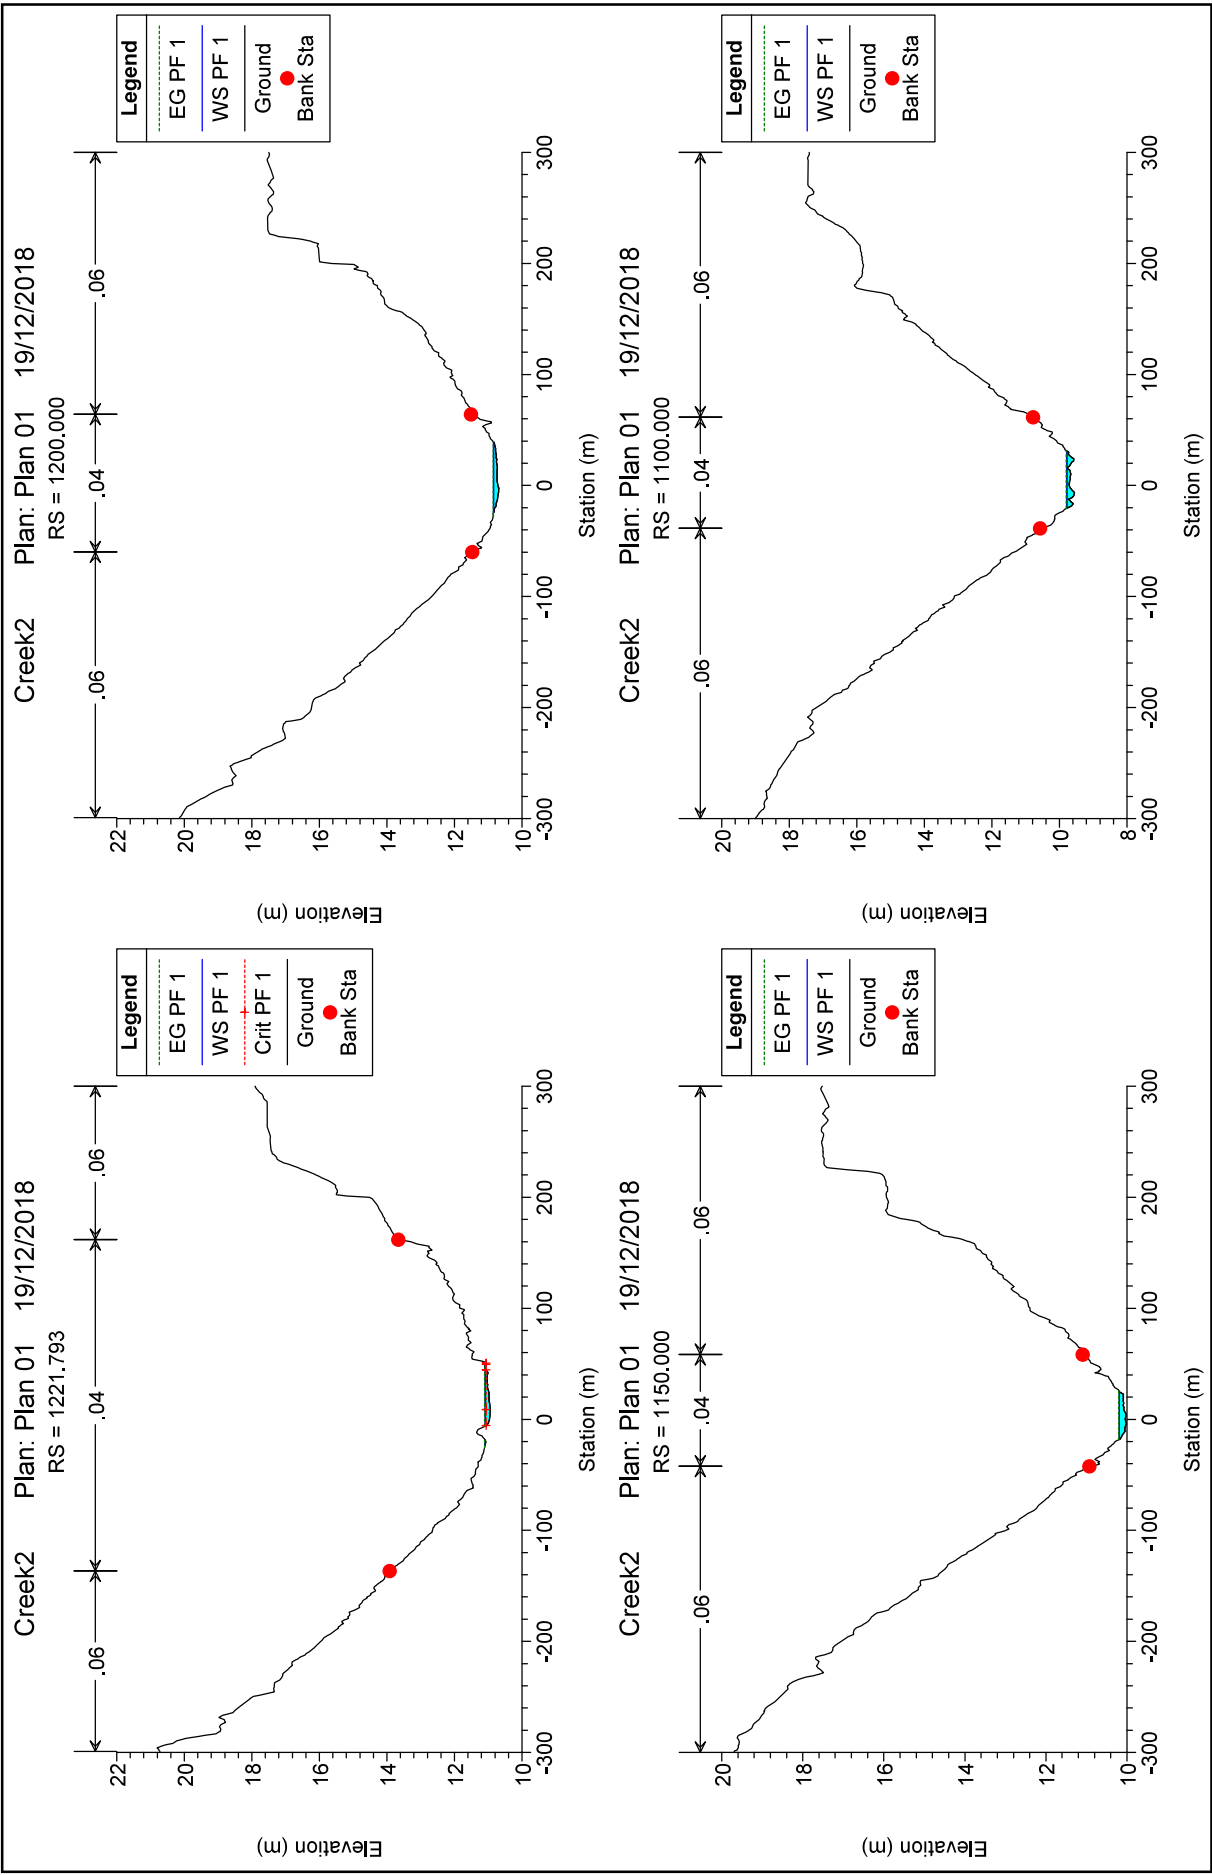 Creek2 Plan: Plan 01 19/12/2018
RS = 1221.793
.06
.04
.06
Legend
EG PF 1
WS PF 1
Crit PF 1
Ground
Bank Sta
Elevation (m)
22
20
18
16
14
12
10
-300
-200
-100
0
100
200
300
Station (m)
Creek2 Plan: Plan 01 19/12/2018
RS = 1200.000
.06
.04
.06
Legend
EG PF 1
WS PF 1
Ground
Bank Sta
Elevation (m)
22
20
18
16
14
12
10
-300
-200
-100
0
100
200
300
Station (m)
Creek2 Plan: Plan 01 19/12/2018
RS = 1150.000
.06
.04
.06
Legend
EG PF 1
WS PF 1
Ground
Bank Sta
Elevation (m)
20
18
16
14
12
10
-300
-200
-100
0
100
200
300
Station (m)
Creek2 Plan: Plan 01 19/12/2018
RS = 1100.000
.06
.04
.06
Legend
EG PF 1
WS PF 1
Ground
Bank Sta
Elevation (m)
20
18
16
14
12
10
8
-300
-200
-100
0
100
200
300
Station (m)